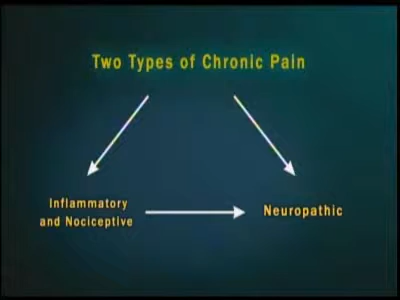 Two Types of Chronic Pain
Inflammatory
and Nociceptive
Neuropathic